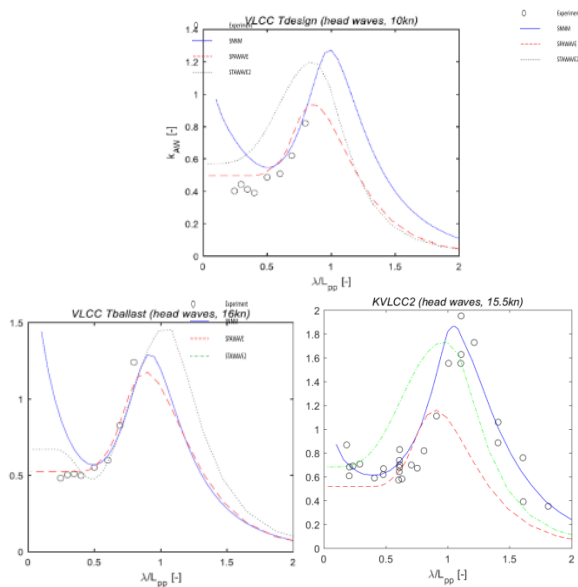 VLCC Tdesign (head waves, 10kn)
Experiment
SNNM
SPAWAVE
STAWAVE2
1.4
1.2
1
0.8
0.6
0.4
0.2
0
k_AW [-]
0
0.5
1
1.5
2
λ/L_pp [-]
VLCC Tballast (head waves, 16kn)
Experiment
SNNM
SPAWAVE
STAWAVE2
1.5
1
0.5
0
0
0.5
1
1.5
2
λ/L_pp [-]
KVLCC2 (head waves, 15.5kn)
2
1.8
1.6
1.4
1.2
1
0.8
0.6
0.4
0.2
0
0
0.5
1
1.5
2
λ/L_pp [-]